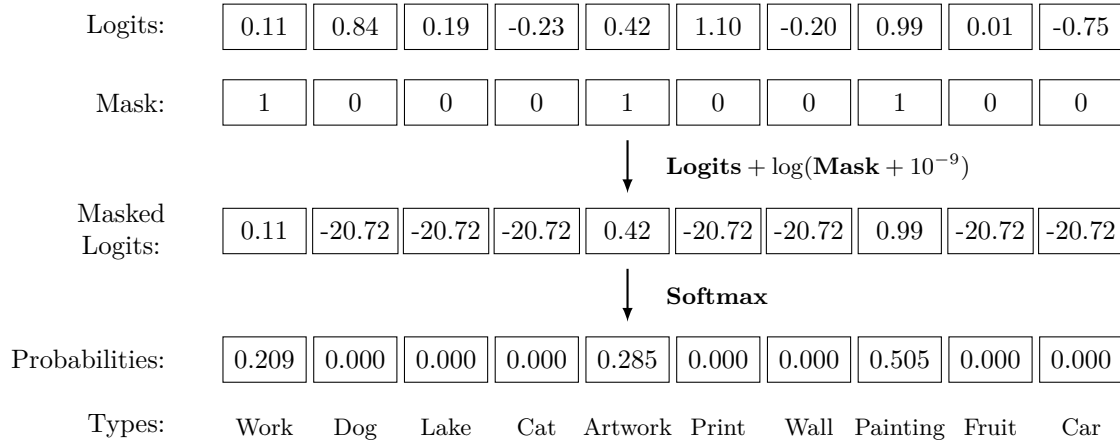 Logits: 0.11 0.84 0.19 -0.23 0.42 1.10 -0.20 0.99 0.01 -0.75
Mask: 1 0 0 0 1 0 0 1 0 0
Logits + log(Mask + 10⁻⁹)
Masked
Logits: 0.11 -20.72 -20.72 -20.72 0.42 -20.72 -20.72 0.99 -20.72 -20.72
Softmax
Probabilities: 0.209 0.000 0.000 0.000 0.285 0.000 0.000 0.505 0.000 0.000
Types: Work Dog Lake Cat Artwork Print Wall Painting Fruit Car